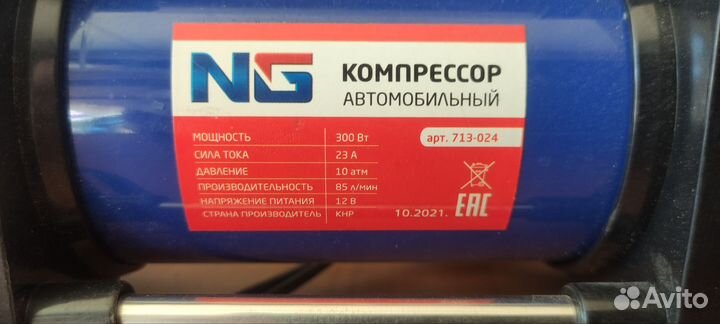 NG
КОМПРЕССОР
АВТОМОБИЛЬНЫЙ
МОЩНОСТЬ 300 Вт
СИЛА ТОКА 23 А
ДАВЛЕНИЕ 10 атм
ПРОИЗВОДИТЕЛЬНОСТЬ 85 л/мин
НАПРЯЖЕНИЕ ПИТАНИЯ 12 В
СТРАНА ПРОИЗВОДИТЕЛЬ КНР
арт. 713-024
10.2021.
ЕАС
Avito